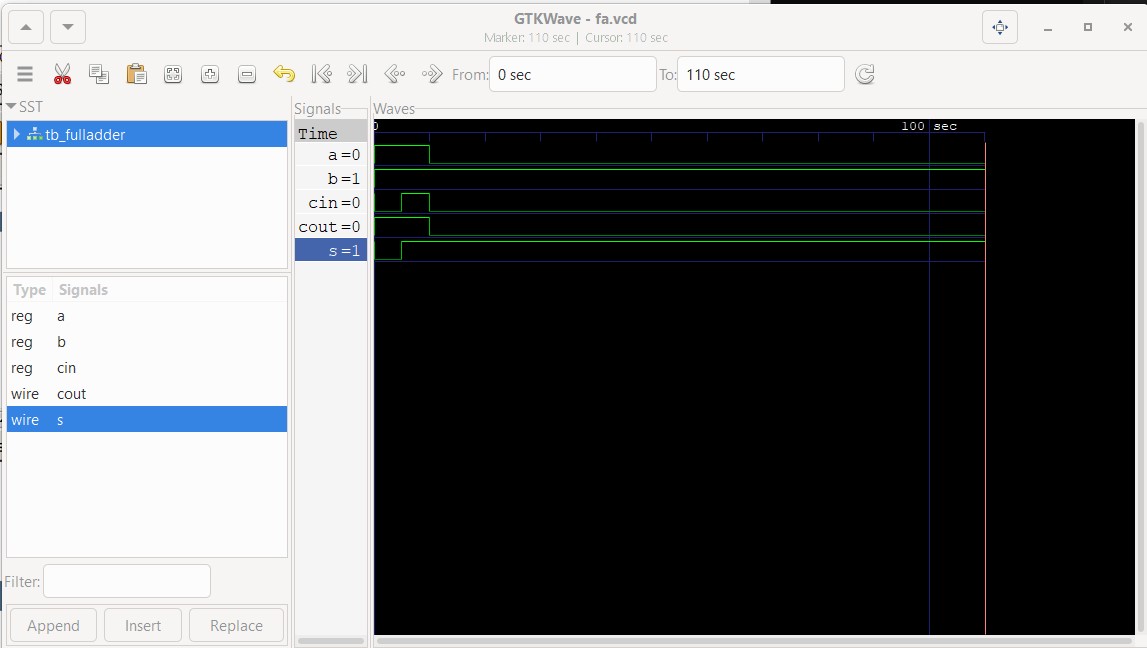 GTKWave - fa.vcd
Marker: 110 sec | Cursor: 110 sec
From: 0 sec To: 110 sec
SST
tb_fulladder
Type Signals
reg a
reg b
reg cin
wire cout
wire s
Filter:
Append Insert Replace
Signals
Time
a=0
b=1
cin=0
cout=0
s=1
Waves
0 100 sec